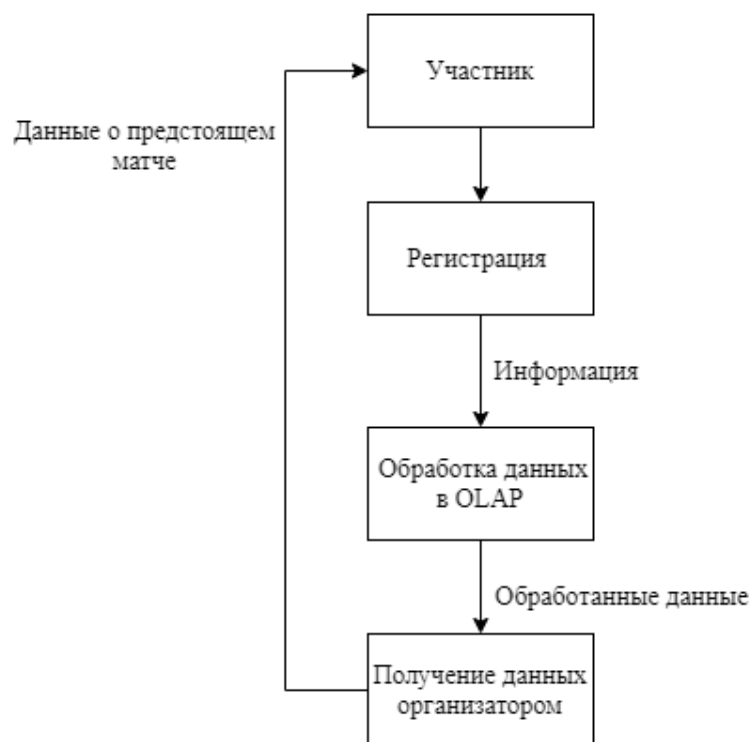 Участник
Данные о предстоящем
матче
Регистрация
Информация
Обработка данных
в OLAP
Обработанные данные
Получение данных
организатором